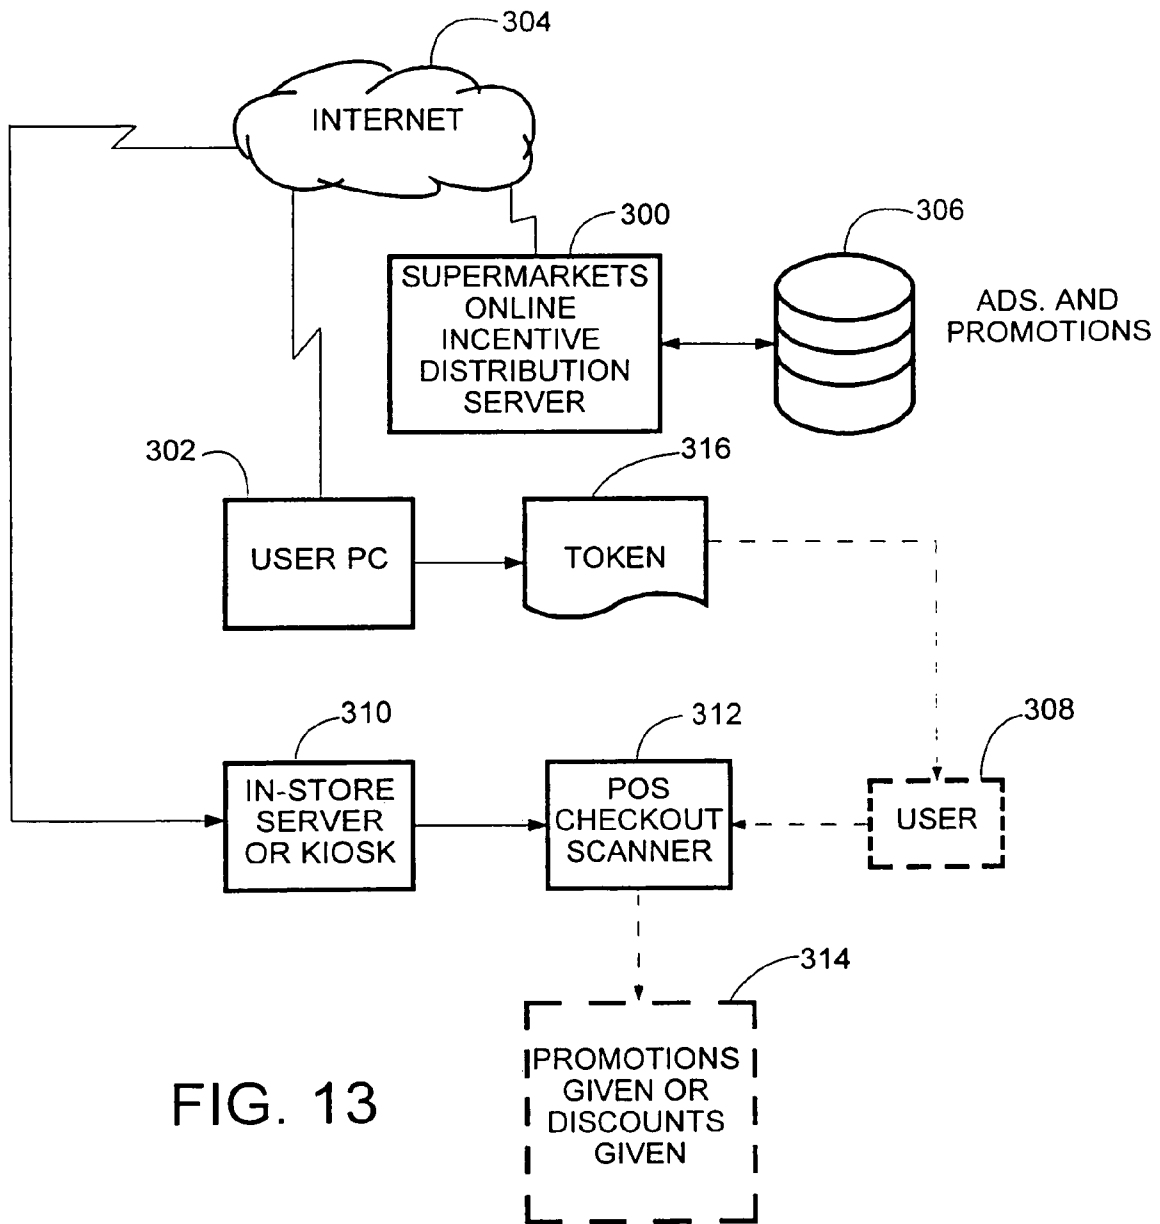 304
INTERNET
300
306
SUPERMARKETS
ONLINE
INCENTIVE
DISTRIBUTION
SERVER
ADS. AND
PROMOTIONS
302
316
USER PC
TOKEN
310
312
308
IN-STORE
SERVER
OR KIOSK
POS
CHECKOUT
SCANNER
USER
314
PROMOTIONS
GIVEN OR
DISCOUNTS
GIVEN
FIG. 13